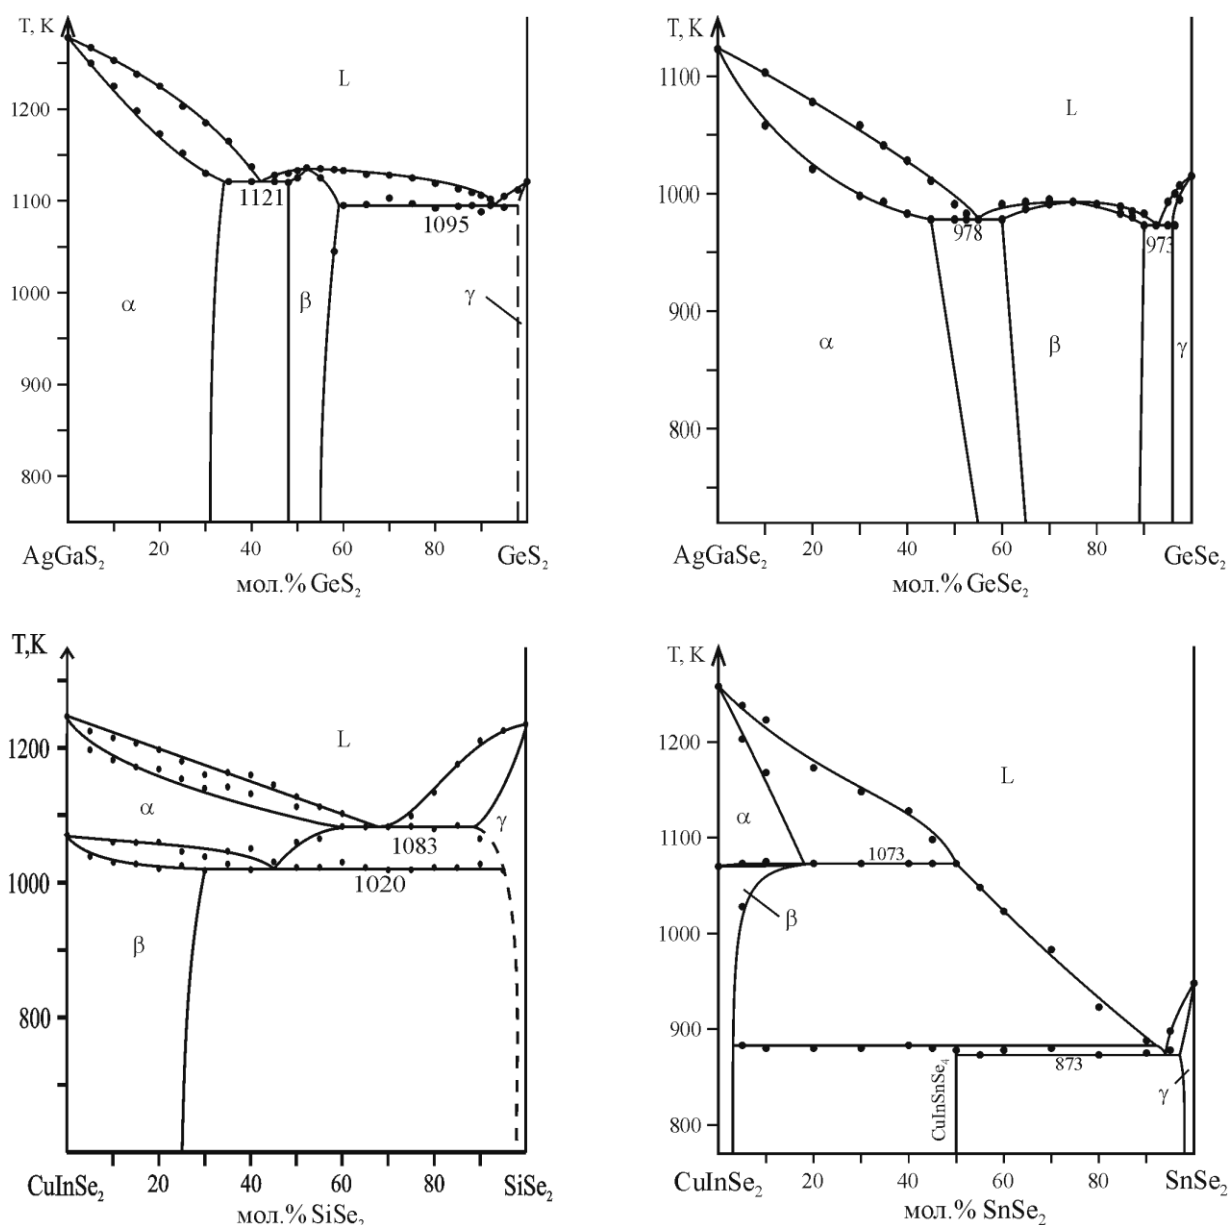 T, K
1200
1100
1000
900
800
L
1121
1095
α
β
γ
AgGaS₂
20
40
60
80
GeS₂
мол.% GeS₂
T, K
1100
1000
900
800
L
978
973
α
β
γ
AgGaSe₂
20
40
60
80
GeSe₂
мол.% GeSe₂
T,K
1200
1000
800
L
α
γ
1083
1020
β
CuInSe₂
20
40
60
80
SiSe₂
мол.% SiSe₂
T, K
1200
1100
1000
900
800
L
α
1073
β
CuInSnSe₄
873
γ
CuInSe₂
20
40
60
80
SnSe₂
мол.% SnSe₂